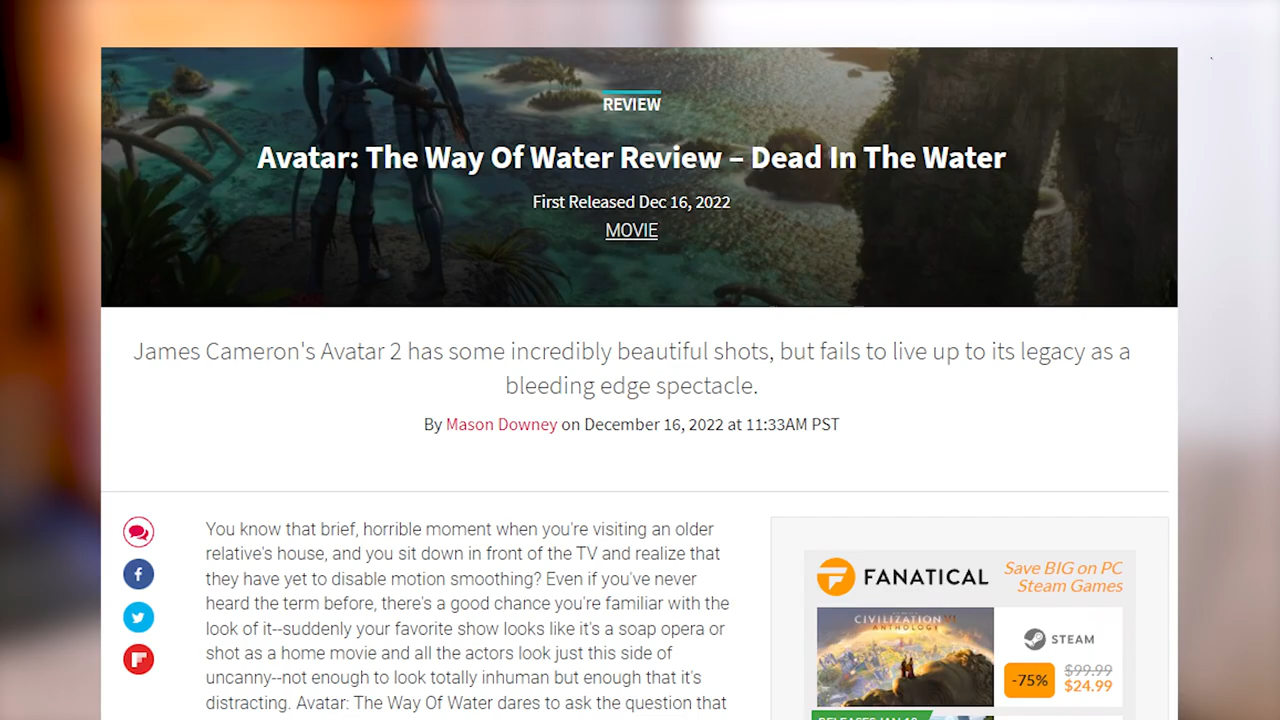 REVIEW
Avatar: The Way Of Water Review – Dead In The Water
First Released Dec 16, 2022
MOVIE
James Cameron's Avatar 2 has some incredibly beautiful shots, but fails to live up to its legacy as a
bleeding edge spectacle.
By Mason Downey on December 16, 2022 at 11:33AM PST
You know that brief, horrible moment when you're visiting an older
relative's house, and you sit down in front of the TV and realize that
they have yet to disable motion smoothing? Even if you've never
heard the term before, there's a good chance you're familiar with the
look of it--suddenly your favorite show looks like it's a soap opera or
shot as a home movie and all the actors look just this side of
uncanny--not enough to look totally inhuman but enough that it's
distracting. Avatar: The Way Of Water dares to ask the question that
FANATICAL
Save BIG on PC
Steam Games
CIVILIZATION VI
ANTHOLOGY
STEAM
-75%
$99.99
$24.99